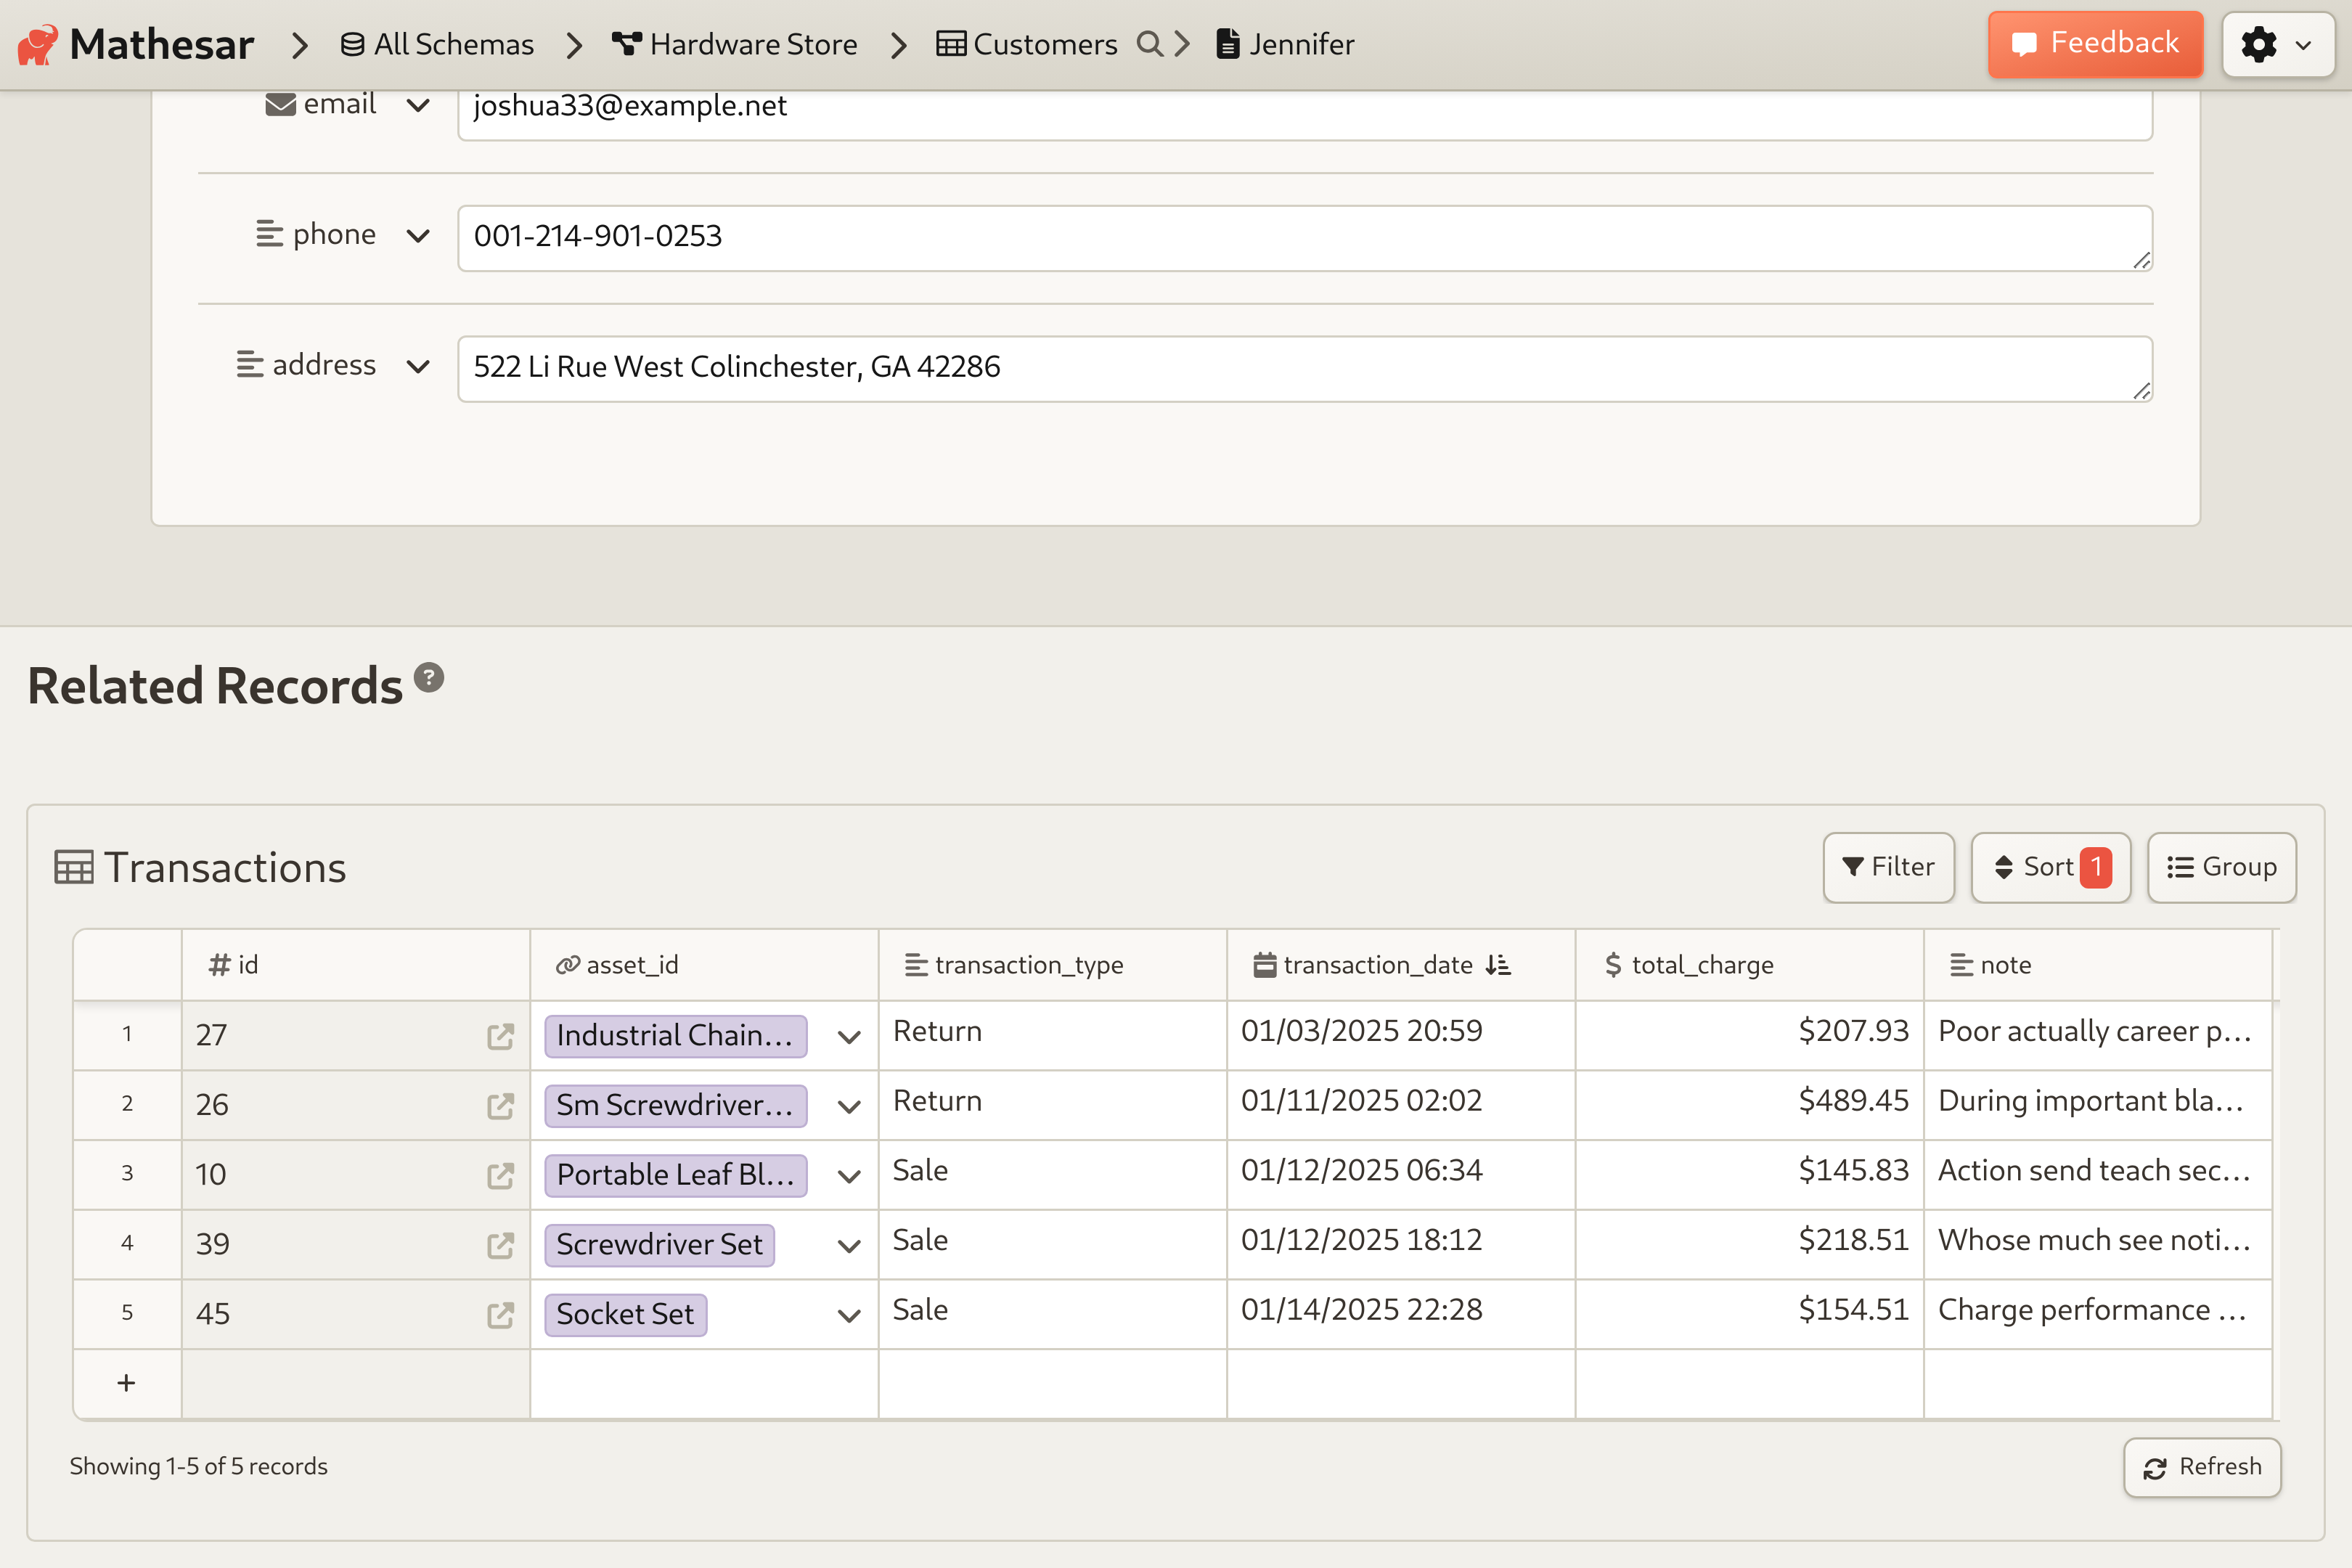 Mathesar All Schemas Hardware Store Customers Jennifer Feedback
email joshua33@example.net
phone 001-214-901-0253
address 522 Li Rue West Colinchester, GA 42286
Related Records ?
Transactions Filter Sort 1 Group
# id asset_id transaction_type transaction_date $ total_charge note
1 27 Industrial Chain... Return 01/03/2025 20:59 $207.93 Poor actually career p...
2 26 Sm Screwdriver... Return 01/11/2025 02:02 $489.45 During important bla...
3 10 Portable Leaf Bl... Sale 01/12/2025 06:34 $145.83 Action send teach sec...
4 39 Screwdriver Set Sale 01/12/2025 18:12 $218.51 Whose much see noti...
5 45 Socket Set Sale 01/14/2025 22:28 $154.51 Charge performance ...
+
Showing 1-5 of 5 records Refresh